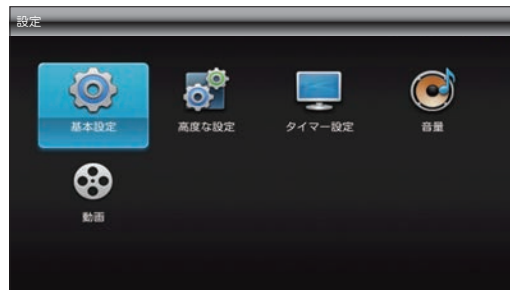 設定
基本設定
高度な設定
タイマー設定
音量
動画